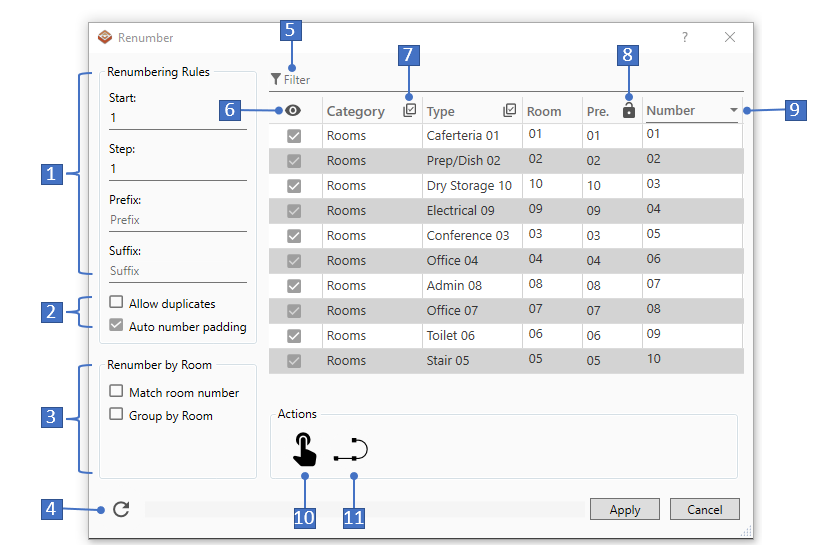 5
Renumber
?
7
8
Renumbering Rules
Filter
6
Category
Type
Room
Pre.
Number
9
Start:
1
Step:
1
1
Prefix:
Prefix
Suffix:
Suffix
2
Allow duplicates
Auto number padding
Rooms Caferteria 01 01 01 01
Rooms Prep/Dish 02 02 02 02
Rooms Dry Storage 10 10 10 03
Rooms Electrical 09 09 09 04
Rooms Conference 03 03 03 05
Rooms Office 04 04 04 06
Rooms Admin 08 08 08 07
Rooms Office 07 07 07 08
Rooms Toilet 06 06 06 09
Rooms Stair 05 05 05 10
Renumber by Room
3
Match room number
Group by Room
Actions
10
11
4
Apply
Cancel